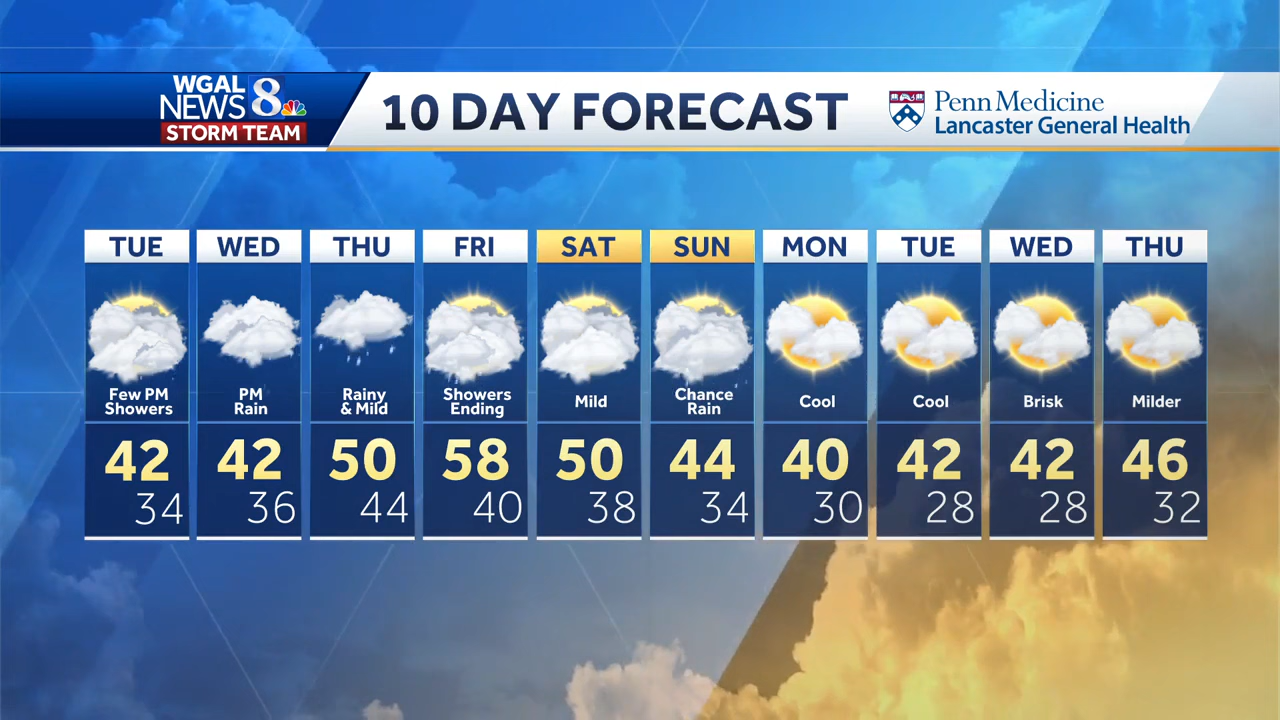 WGAL
NEWS 8
STORM TEAM
10 DAY FORECAST
Penn Medicine
Lancaster General Health
TUE WED THU FRI SAT SUN MON TUE WED THU
Few PM PM Rainy Showers Mild Chance Cool Cool Brisk Milder
Showers Rain & Mild Ending Rain
42 42 50 58 50 44 40 42 42 46
34 36 44 40 38 34 30 28 28 32